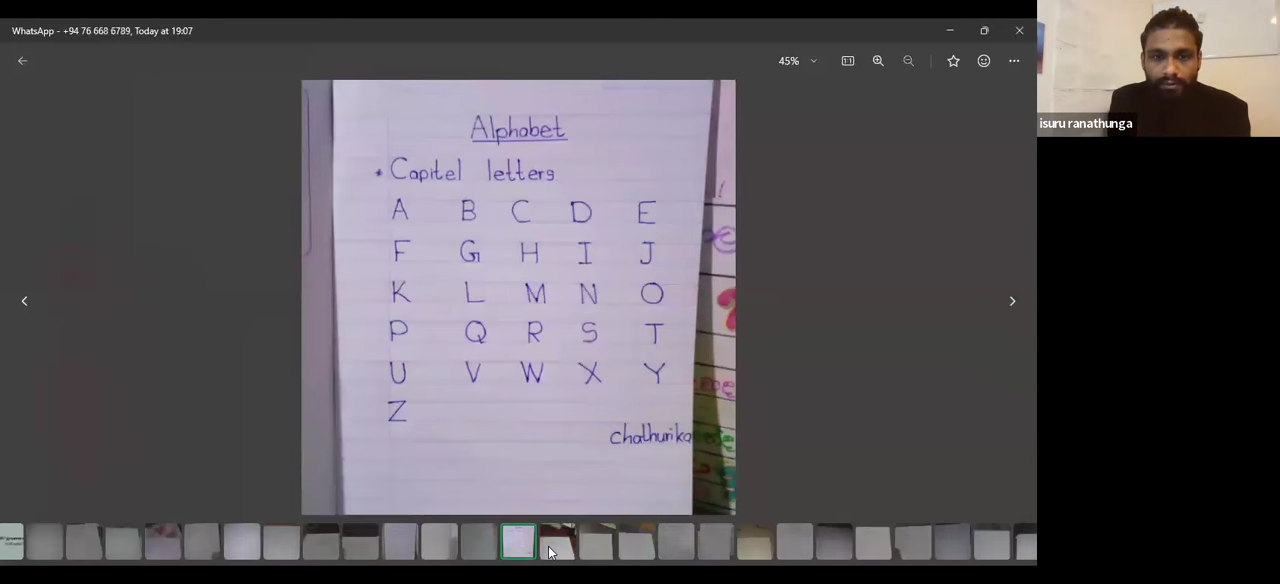 WhatsApp - +94 76 668 6789, Today at 19:07
45%
isuru ranathunga
Alphabet
* Capitel letters
A B C D E
F G H I J
K L M N O
P Q R S T
U V W X Y
Z
chathurika